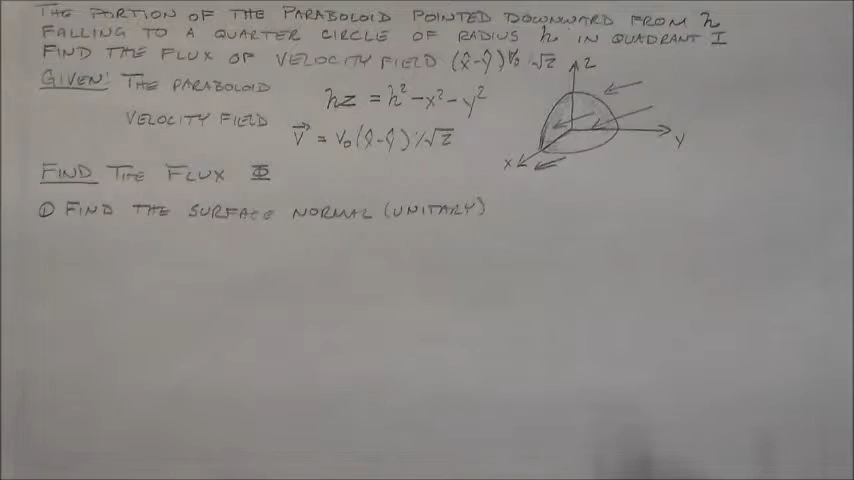 THE PORTION OF THE PARABOLOID POINTED DOWNWARD FROM h
FALLING TO A QUARTER CIRCLE OF RADIUS h IN QUADRANT I
FIND THE FLUX OF VELOCITY FIELD (x̂-ŷ)V₀/√z
GIVEN: THE PARABOLOID hz = h²-x²-y²
VELOCITY FIELD V⃗ = V₀(x̂-ŷ)/√z
z
y
x
FIND THE FLUX Φ
① FIND THE SURFACE NORMAL (UNITARY)